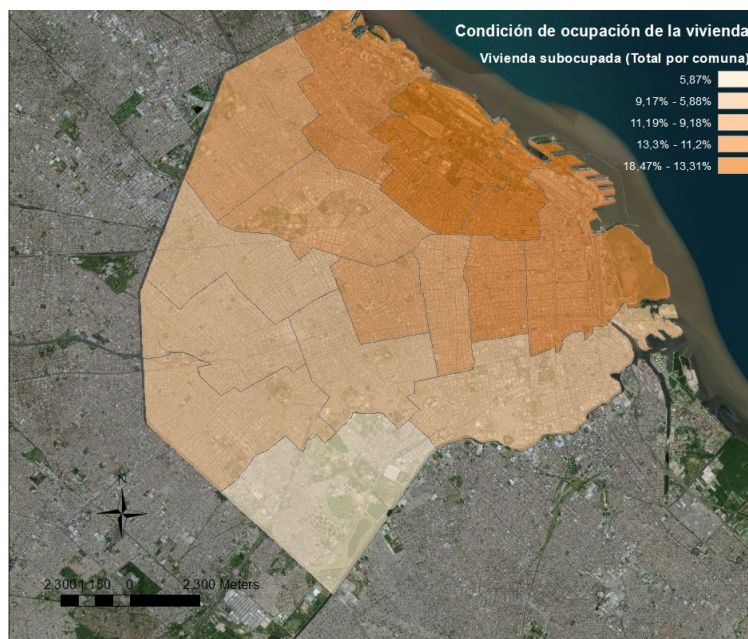 Condición de ocupación de la vivienda
Vivienda subocupada (Total por comuna)
5,87%
9,17% - 5,88%
11,19% - 9,18%
13,3% - 11,2%
18,47% - 13,31%
N
2,300 1,150 0 2,300 Meters